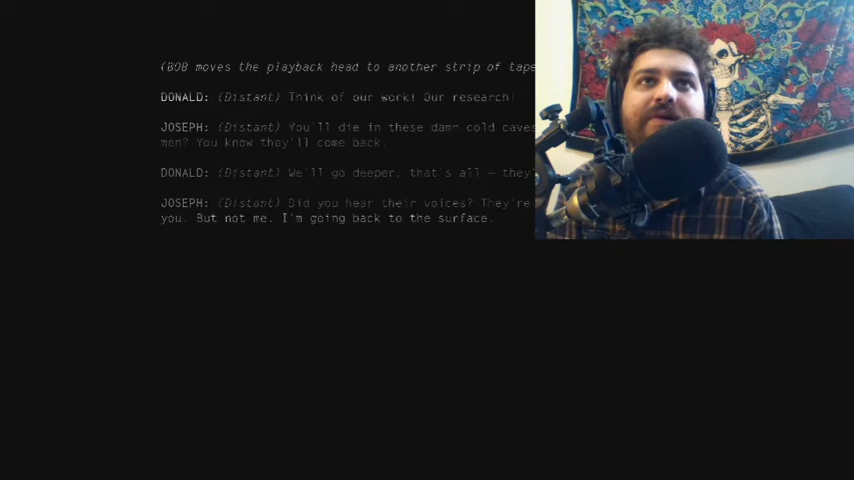 (BOB moves the playback head to another strip of tape
DONALD: (Distant) Think of our work! Our research!
JOSEPH: (Distant) You'll die in these damn cold caves
men? You know they'll come back.
DONALD: (Distant) We'll go deeper, that's all — they
JOSEPH: (Distant) Did you hear their voices? They're
you. But not me. I'm going back to the surface.